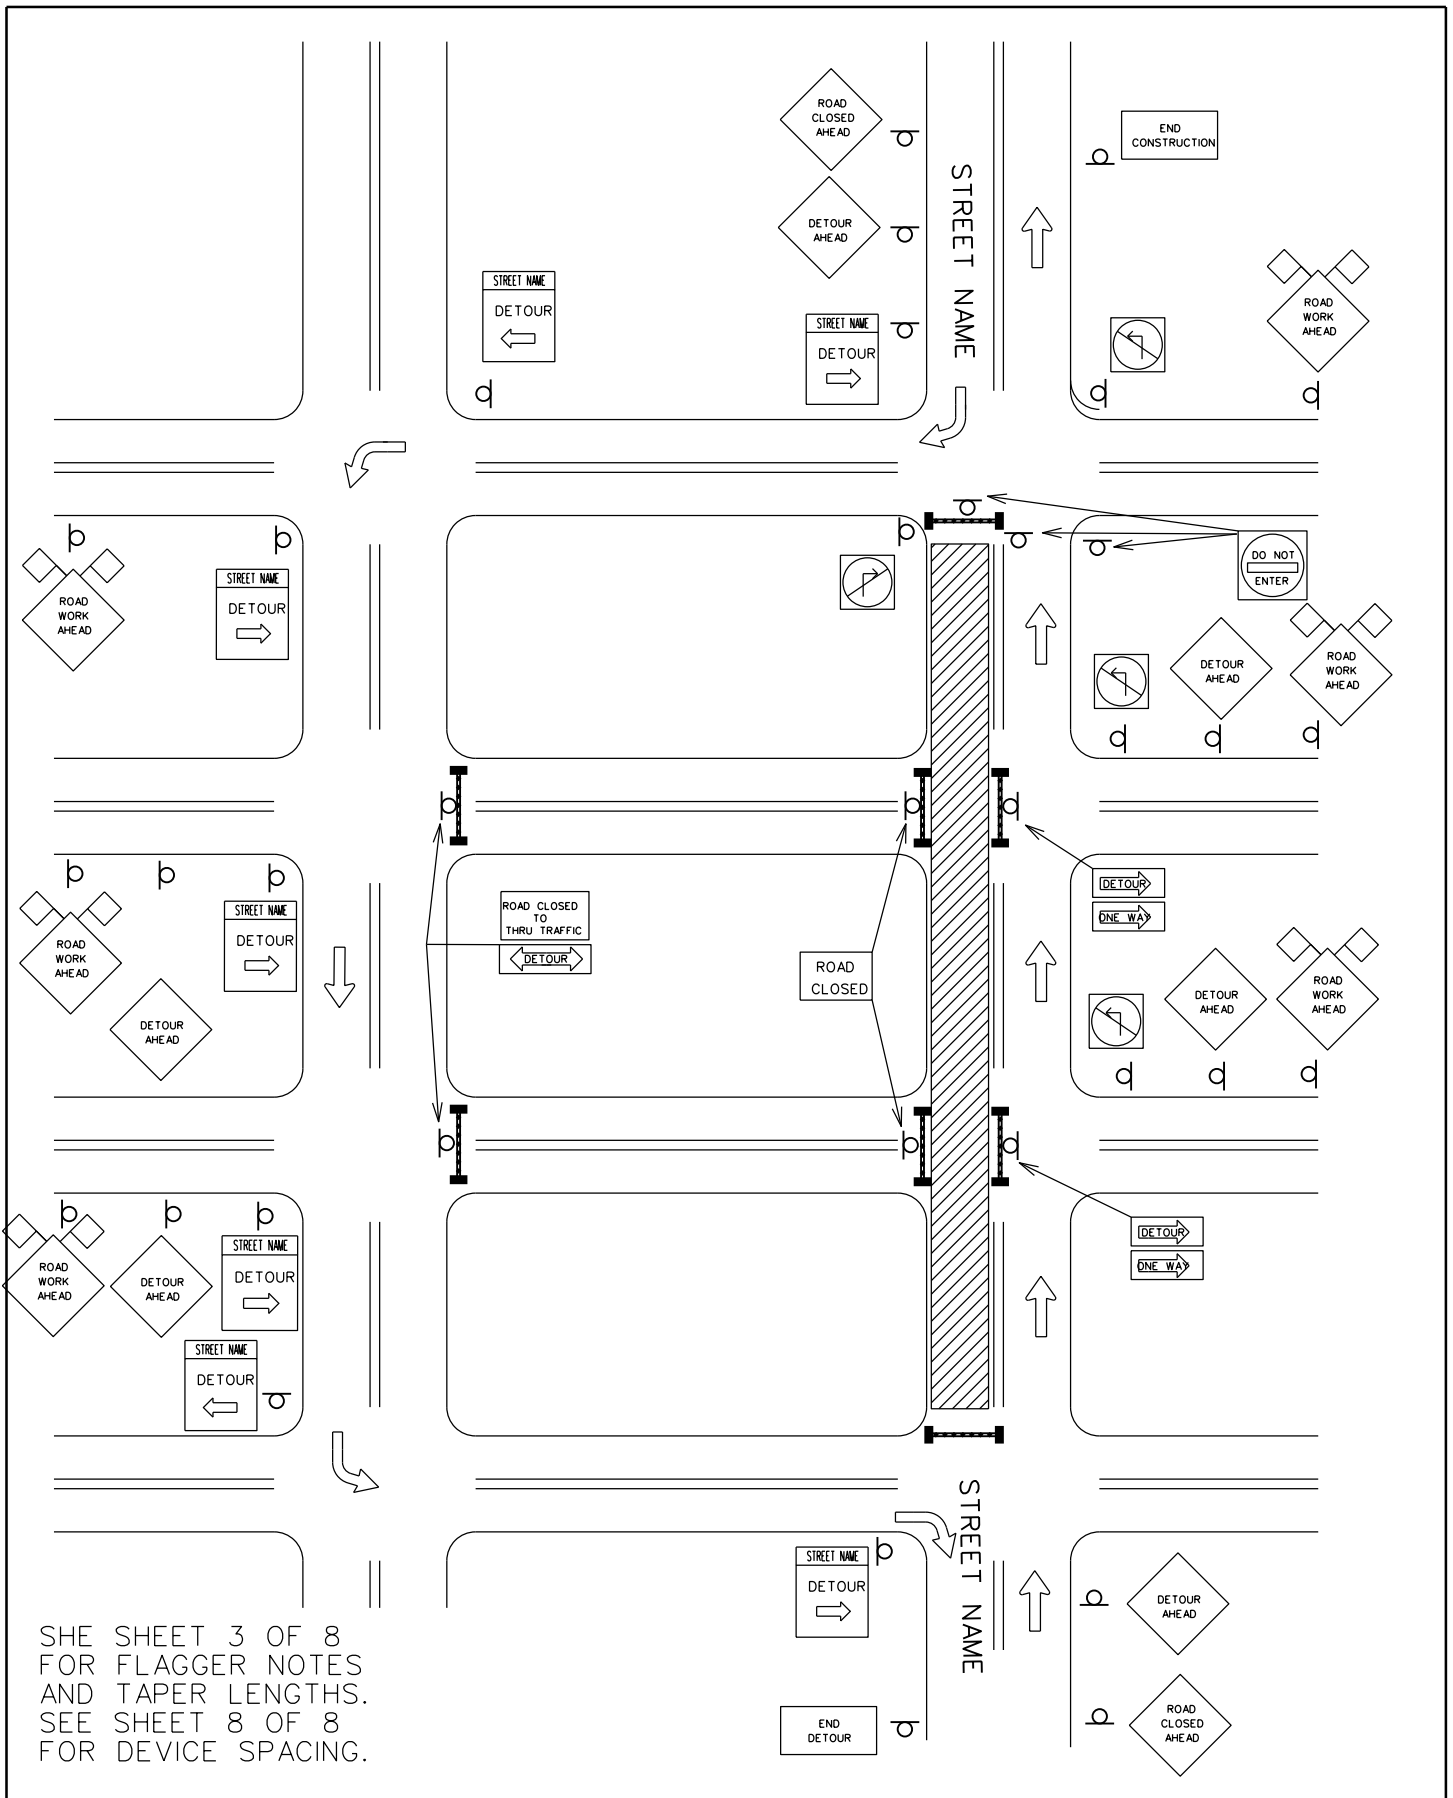 ROAD
CLOSED
AHEAD
END
CONSTRUCTION
STREET NAME
DETOUR
AHEAD
STREET NAME
DETOUR
STREET NAME
DETOUR
ROAD
WORK
AHEAD
DO NOT
ENTER
STREET NAME
DETOUR
ROAD
WORK
AHEAD
DETOUR
AHEAD
ROAD
WORK
AHEAD
DETOUR
ONE WAY
ROAD CLOSED
TO
THRU TRAFFIC
DETOUR
STREET NAME
DETOUR
ROAD
WORK
AHEAD
ROAD
CLOSED
DETOUR
AHEAD
DETOUR
AHEAD
ROAD
WORK
AHEAD
DETOUR
ONE WAY
STREET NAME
DETOUR
ROAD
WORK
AHEAD
DETOUR
AHEAD
STREET NAME
DETOUR
STREET NAME
STREET NAME
DETOUR
DETOUR
AHEAD
SHE SHEET 3 OF 8
FOR FLAGGER NOTES
AND TAPER LENGTHS.
SEE SHEET 8 OF 8
FOR DEVICE SPACING.
END
DETOUR
ROAD
CLOSED
AHEAD